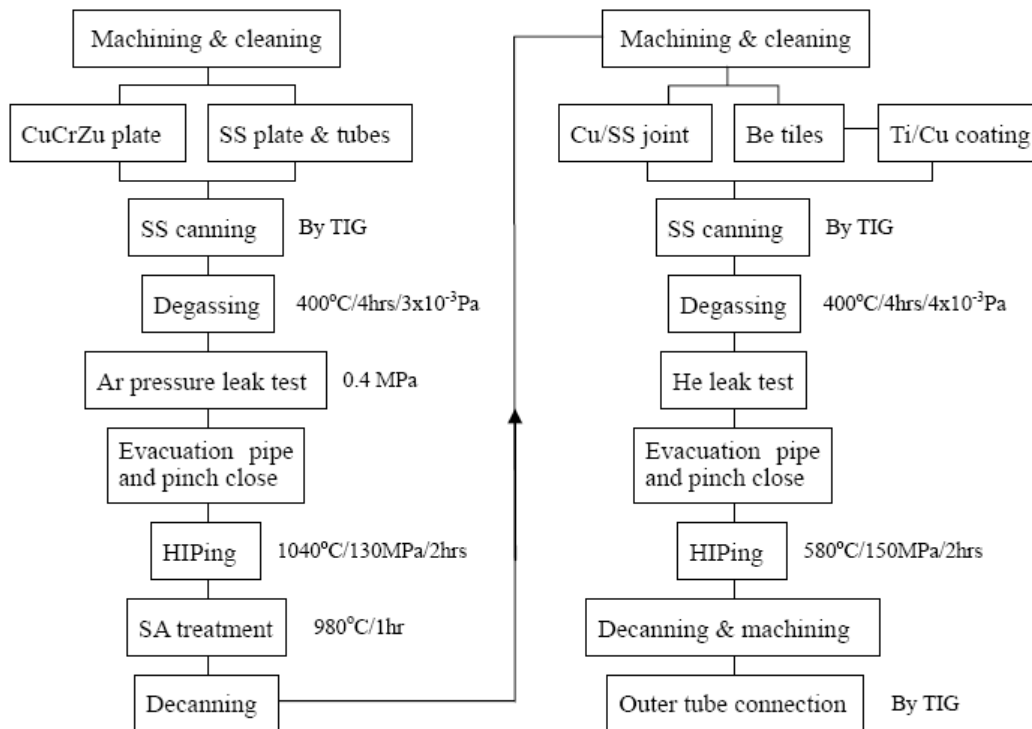 Machining & cleaning
CuCrZu plate
SS plate & tubes
SS canning
By TIG
Degassing
400°C/4hrs/3x10⁻³Pa
Ar pressure leak test
0.4 MPa
Evacuation pipe
and pinch close
HIPing
1040°C/130MPa/2hrs
SA treatment
980°C/1hr
Decanning
Machining & cleaning
Cu/SS joint
Be tiles
Ti/Cu coating
SS canning
By TIG
Degassing
400°C/4hrs/4x10⁻³Pa
He leak test
Evacuation pipe
and pinch close
HIPing
580°C/150MPa/2hrs
Decanning & machining
Outer tube connection
By TIG